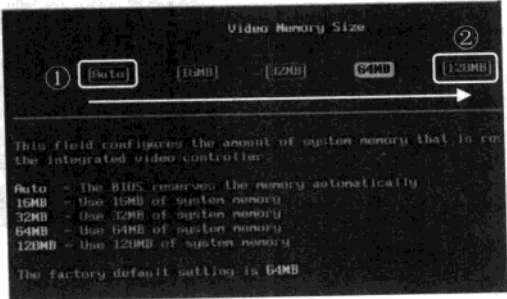 Video Memory Size
① [Auto] [16MB] [32MB] 64MB ② [128MB]
This field configures the amount of system memory that is res
the integrated video controller.
Auto - The BIOS reserves the memory automatically
16MB - Use 16MB of system memory
32MB - Use 32MB of system memory
64MB - Use 64MB of system memory
128MB - Use 128MB of system memory
The factory default setting is 64MB